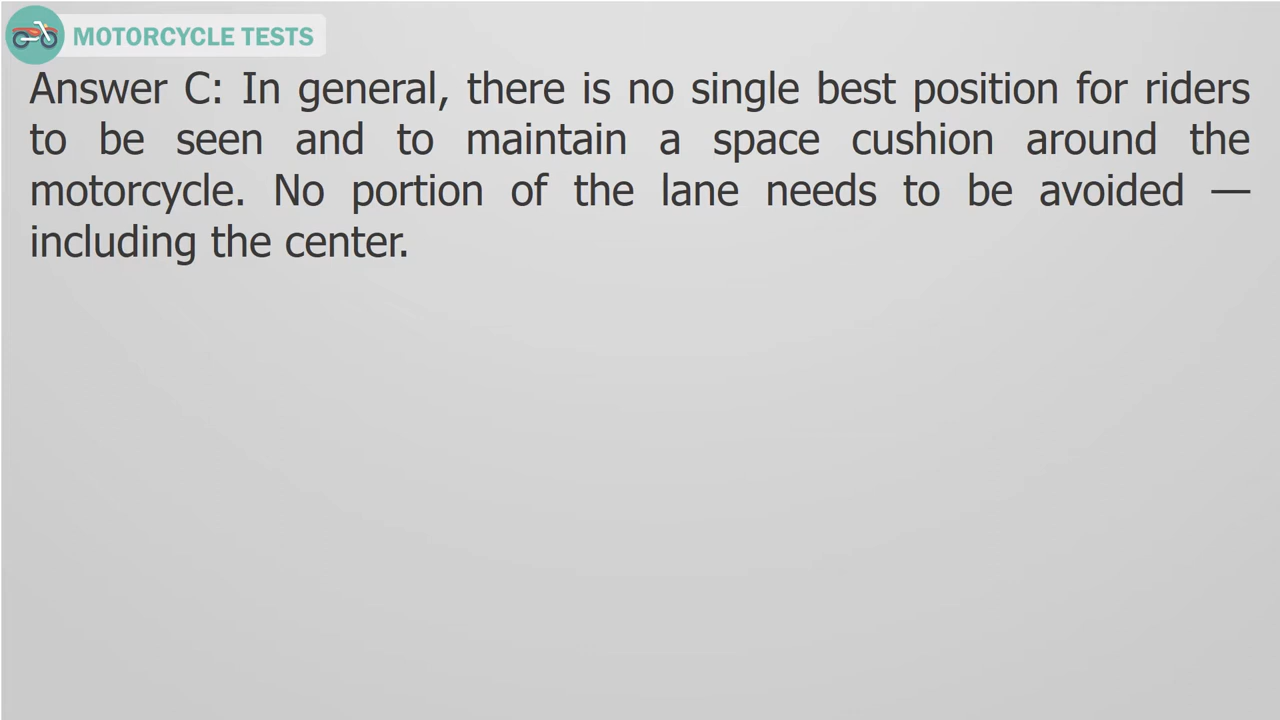 MOTORCYCLE TESTS
Answer C: In general, there is no single best position for riders
to be seen and to maintain a space cushion around the
motorcycle. No portion of the lane needs to be avoided —
including the center.